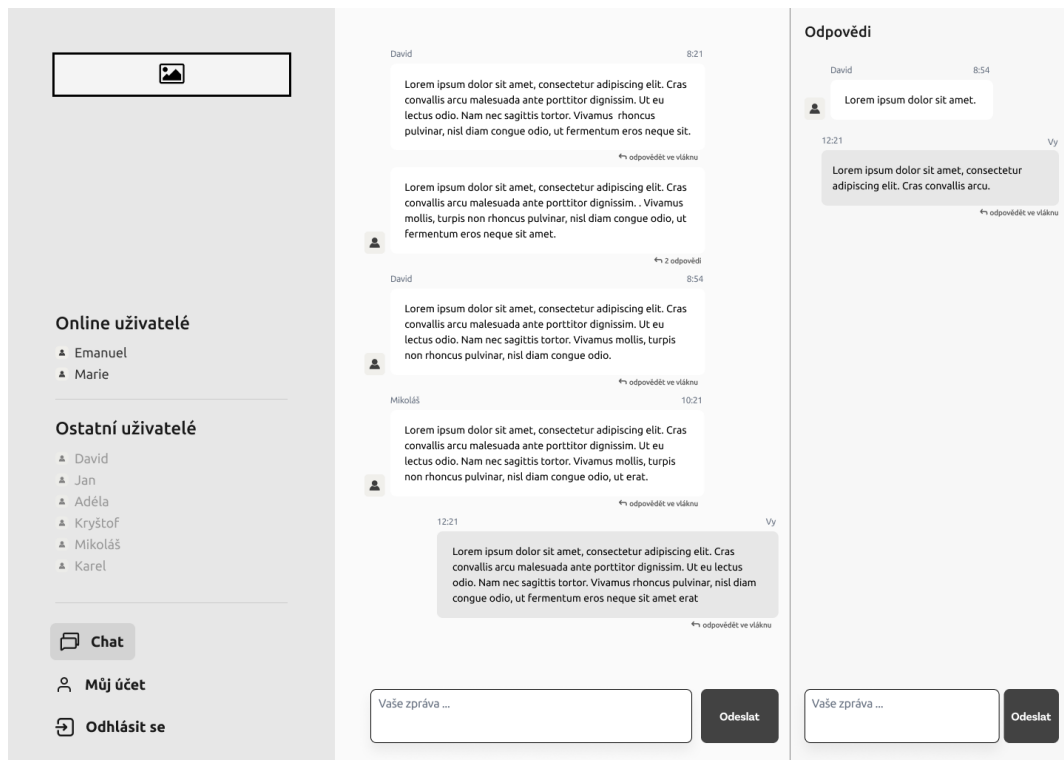 Online uživatelé
Emanuel
Marie
Ostatní uživatelé
David
Jan
Adéla
Kryštof
Mikoláš
Karel
Chat
Můj účet
Odhlásit se
David 8:21
Lorem ipsum dolor sit amet, consectetur adipiscing elit. Cras
convallis arcu malesuada ante porttitor dignissim. Ut eu
lectus odio. Nam nec sagittis tortor. Vivamus rhoncus
pulvinar, nisl diam congue odio, ut fermentum eros neque sit.
odpovědět ve vláknu
Lorem ipsum dolor sit amet, consectetur adipiscing elit. Cras
convallis arcu malesuada ante porttitor dignissim. . Vivamus
mollis, turpis non rhoncus pulvinar, nisl diam congue odio, ut
fermentum eros neque sit amet.
2 odpovědi
David 8:54
Lorem ipsum dolor sit amet, consectetur adipiscing elit. Cras
convallis arcu malesuada ante porttitor dignissim. Ut eu
lectus odio. Nam nec sagittis tortor. Vivamus mollis, turpis
non rhoncus pulvinar, nisl diam congue odio.
odpovědět ve vláknu
Mikoláš 10:21
Lorem ipsum dolor sit amet, consectetur adipiscing elit. Cras
convallis arcu malesuada ante porttitor dignissim. Ut eu
lectus odio. Nam nec sagittis tortor. Vivamus mollis, turpis
non rhoncus pulvinar, nisl diam congue odio, ut erat.
odpovědět ve vláknu
12:21 Vy
Lorem ipsum dolor sit amet, consectetur adipiscing elit. Cras
convallis arcu malesuada ante porttitor dignissim. Ut eu lectus
odio. Nam nec sagittis tortor. Vivamus rhoncus pulvinar, nisl diam
congue odio, ut fermentum eros neque sit amet erat
odpovědět ve vláknu
Vaše zpráva ...
Odeslat
Odpovědi
David 8:54
Lorem ipsum dolor sit amet.
12:21 Vy
Lorem ipsum dolor sit amet, consectetur
adipiscing elit. Cras convallis arcu.
odpovědět ve vláknu
Vaše zpráva ...
Odeslat